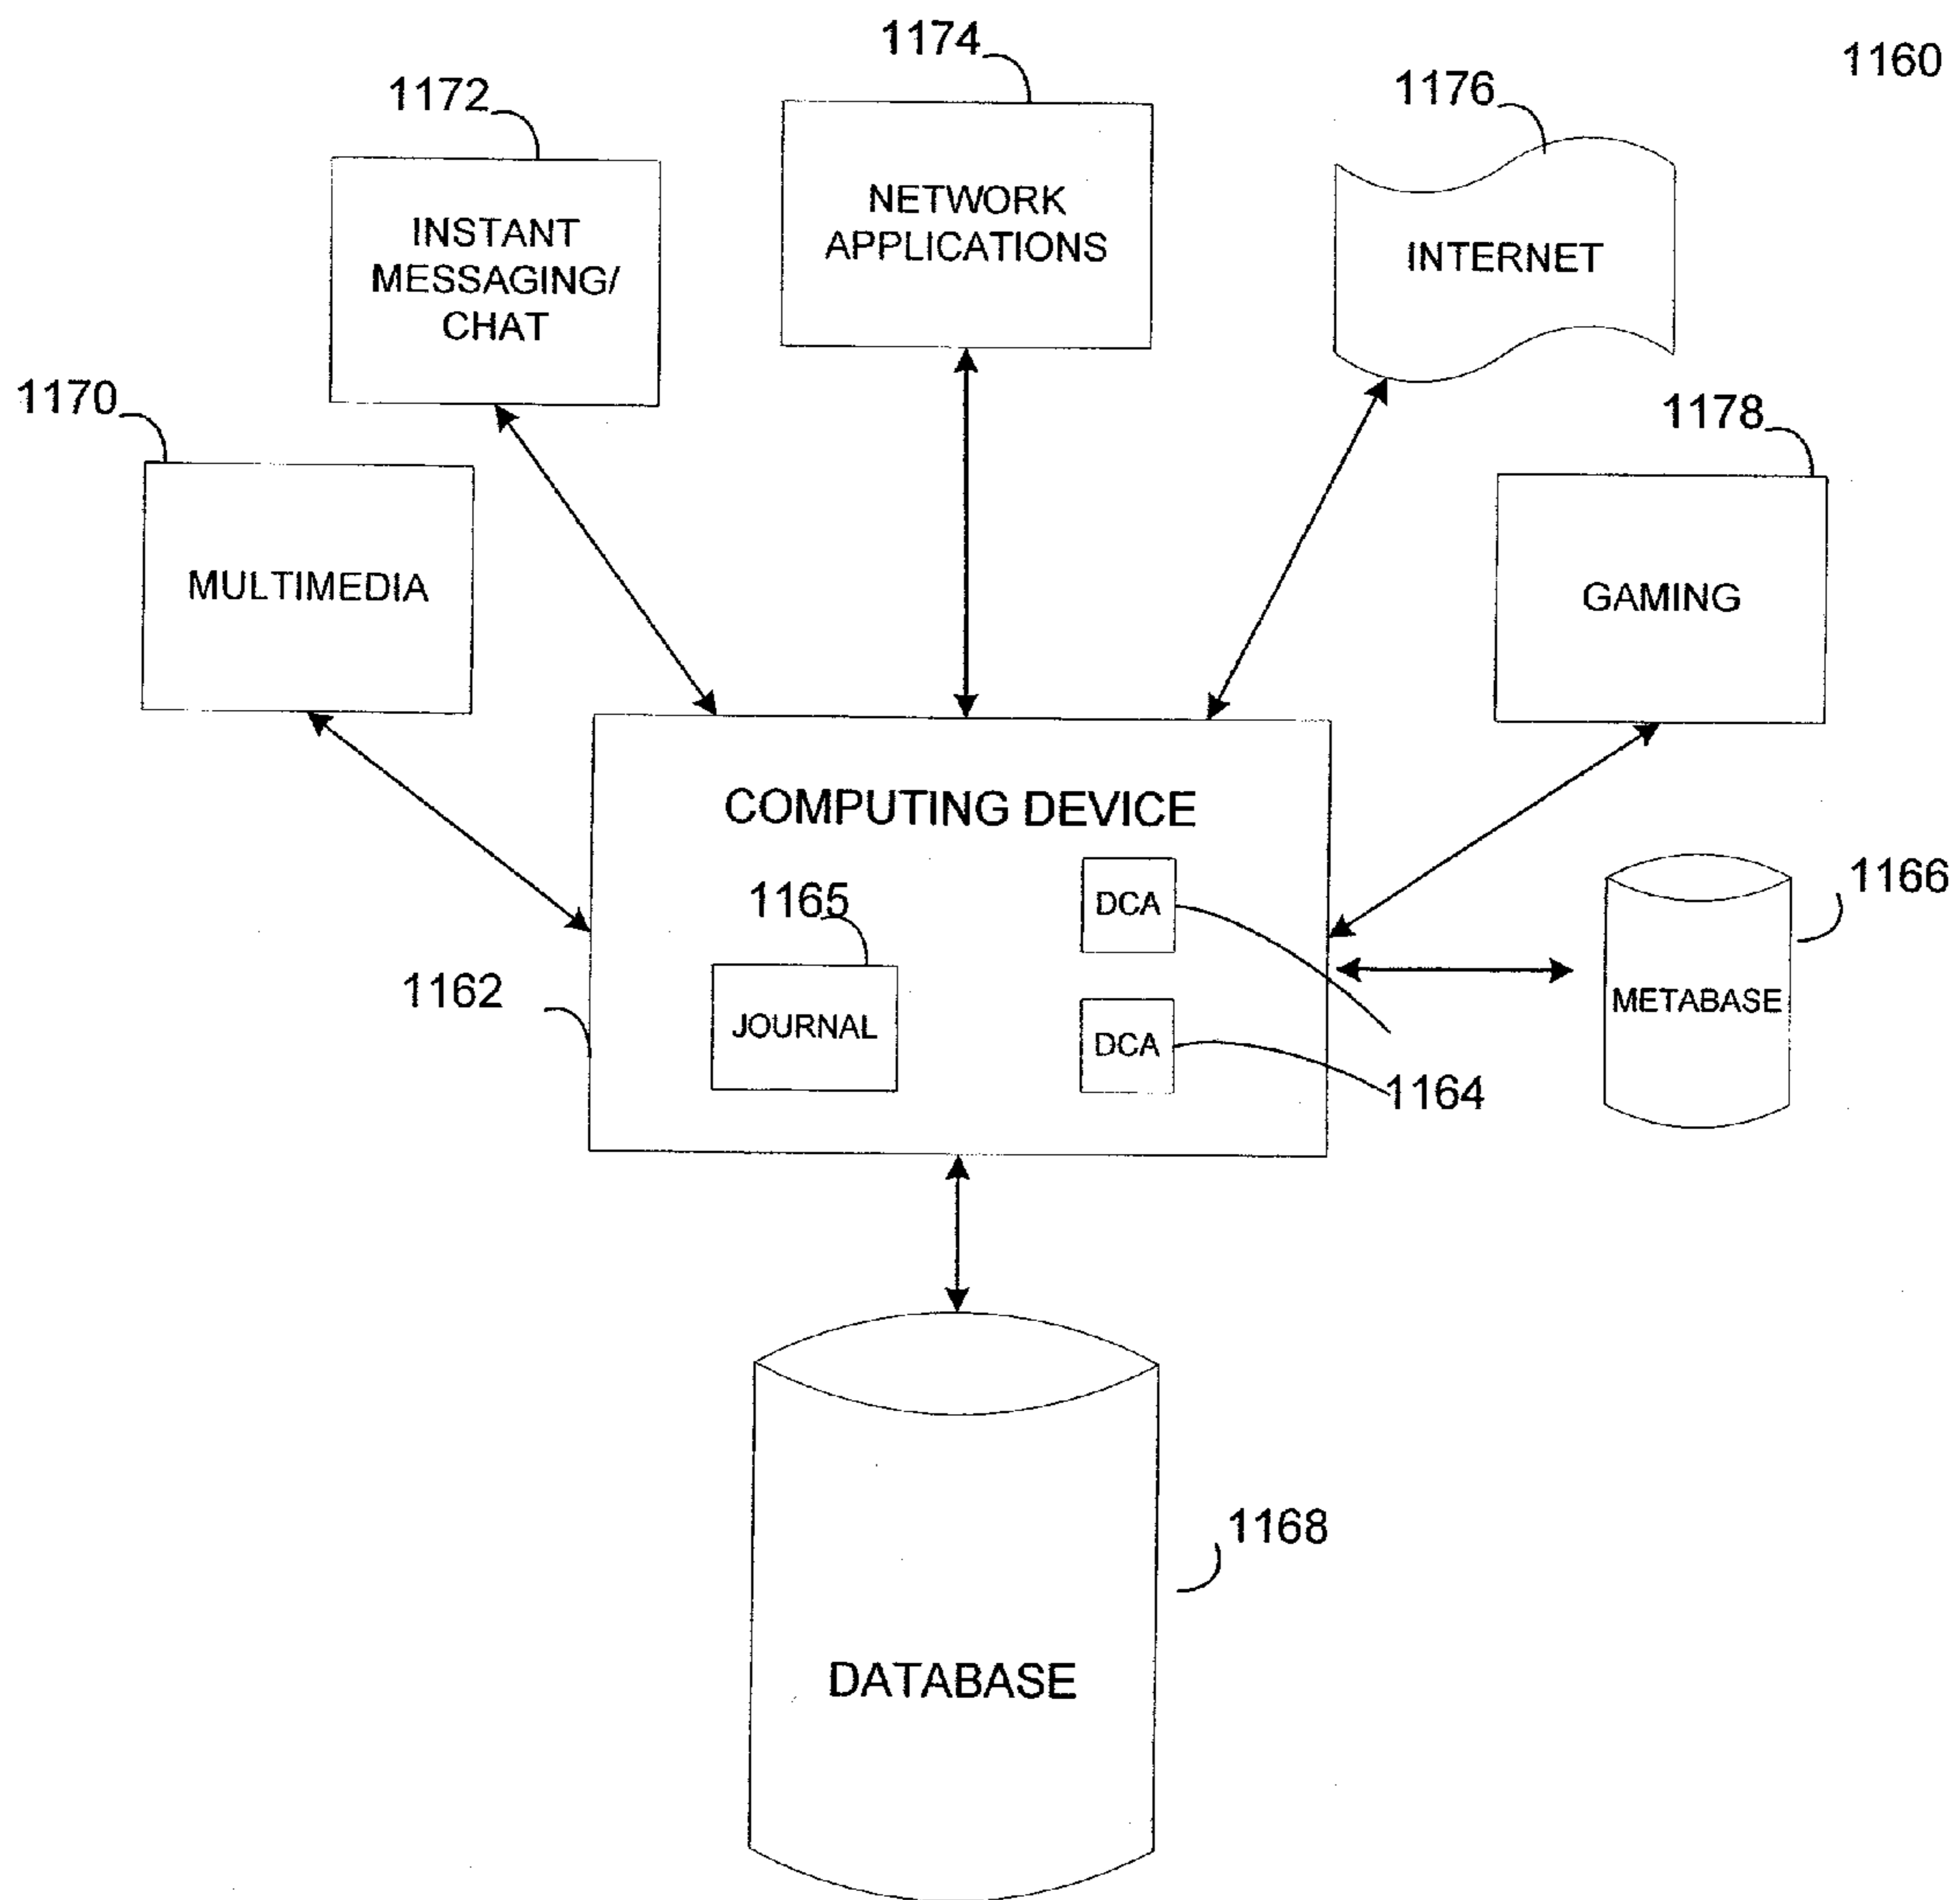 1160
1174
1172
1176
NETWORK
APPLICATIONS
INSTANT
MESSAGING/
CHAT
INTERNET
1170
1178
MULTIMEDIA
GAMING
COMPUTING DEVICE
1166
1165
DCA
1162
JOURNAL
METABASE
DCA
1164
1168
DATABASE